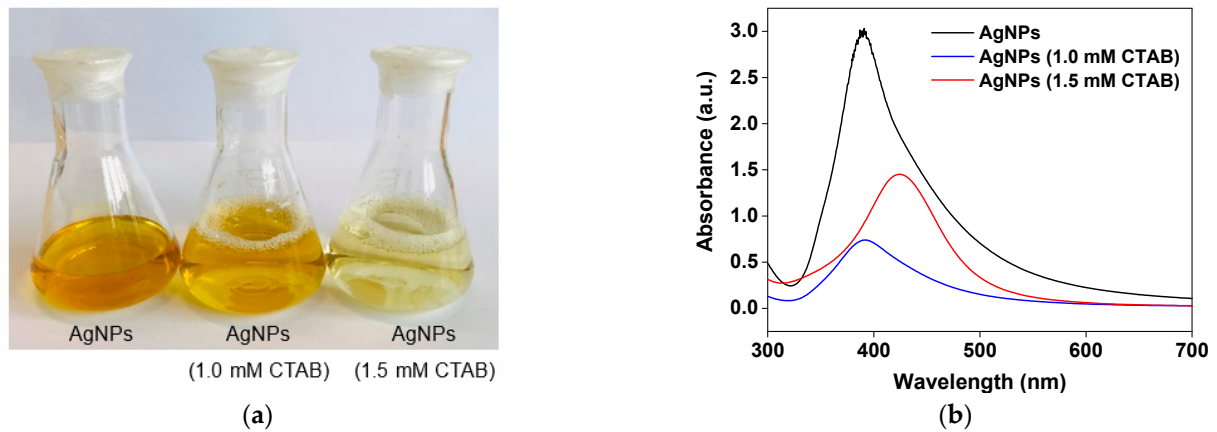 AgNPs
AgNPs
AgNPs
(1.0 mM CTAB)
(1.5 mM CTAB)
(a)
3.0
2.5
2.0
1.5
1.0
0.5
0.0
Absorbance (a.u.)
AgNPs
AgNPs (1.0 mM CTAB)
AgNPs (1.5 mM CTAB)
300
400
500
600
700
Wavelength (nm)
(b)